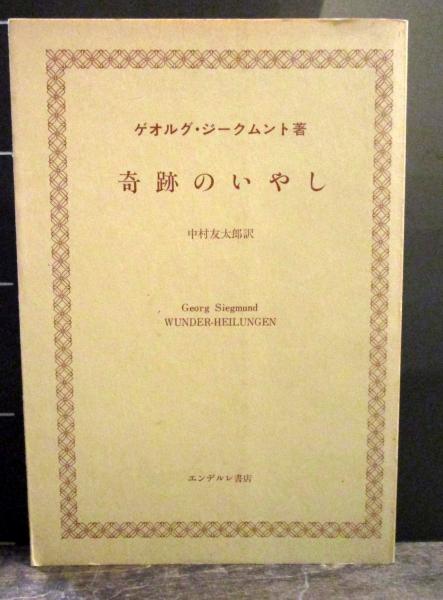 ゲオルグ・ジークムント著
奇跡のいやし
中村友太郎訳
Georg Siegmund
WUNDER-HEILUNGEN
エンデルレ書店